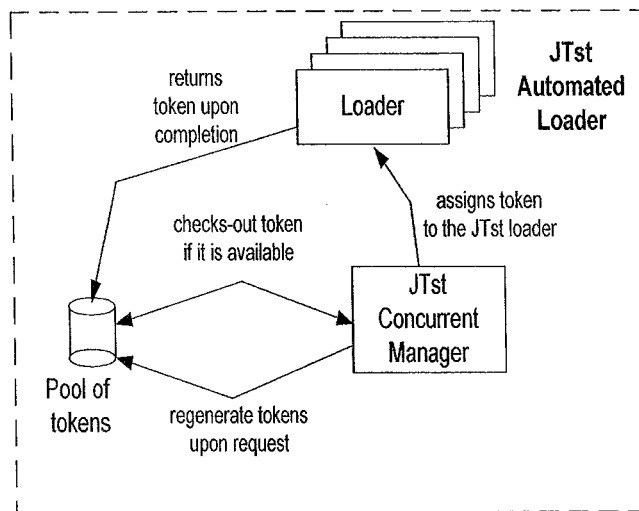 JTst
Automated
Loader
returns
token upon
completion
Loader
assigns token
to the JTst loader
checks-out token
if it is available
JTst
Concurrent
Manager
Pool of
tokens
regenerate tokens
upon request